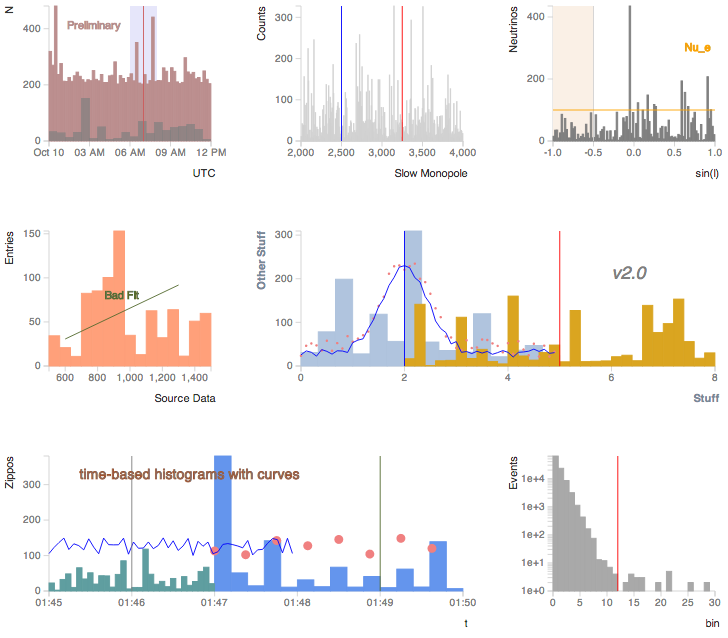 N
400
200
0
Preliminary
Oct 10 03 AM 06 AM 09 AM 12 PM
UTC
Counts
300
200
100
0
2,000 2,500 3,000 3,500 4,000
Slow Monopole
Neutrinos
400
200
0
Nu_e
-1.0 -0.5 0.0 0.5 1.0
sin(l)
Entries
150
100
50
0
Bad Fit
600 800 1,000 1,200 1,400
Source Data
Other Stuff
300
200
100
0
v2.0
0 2 4 6 8
Stuff
Zippos
300
200
100
0
time-based histograms with curves
01:45 01:46 01:47 01:48 01:49 01:50
t
Events
1e+4
1e+3
1e+2
1e+1
1e+0
0 5 10 15 20 25 30
bin